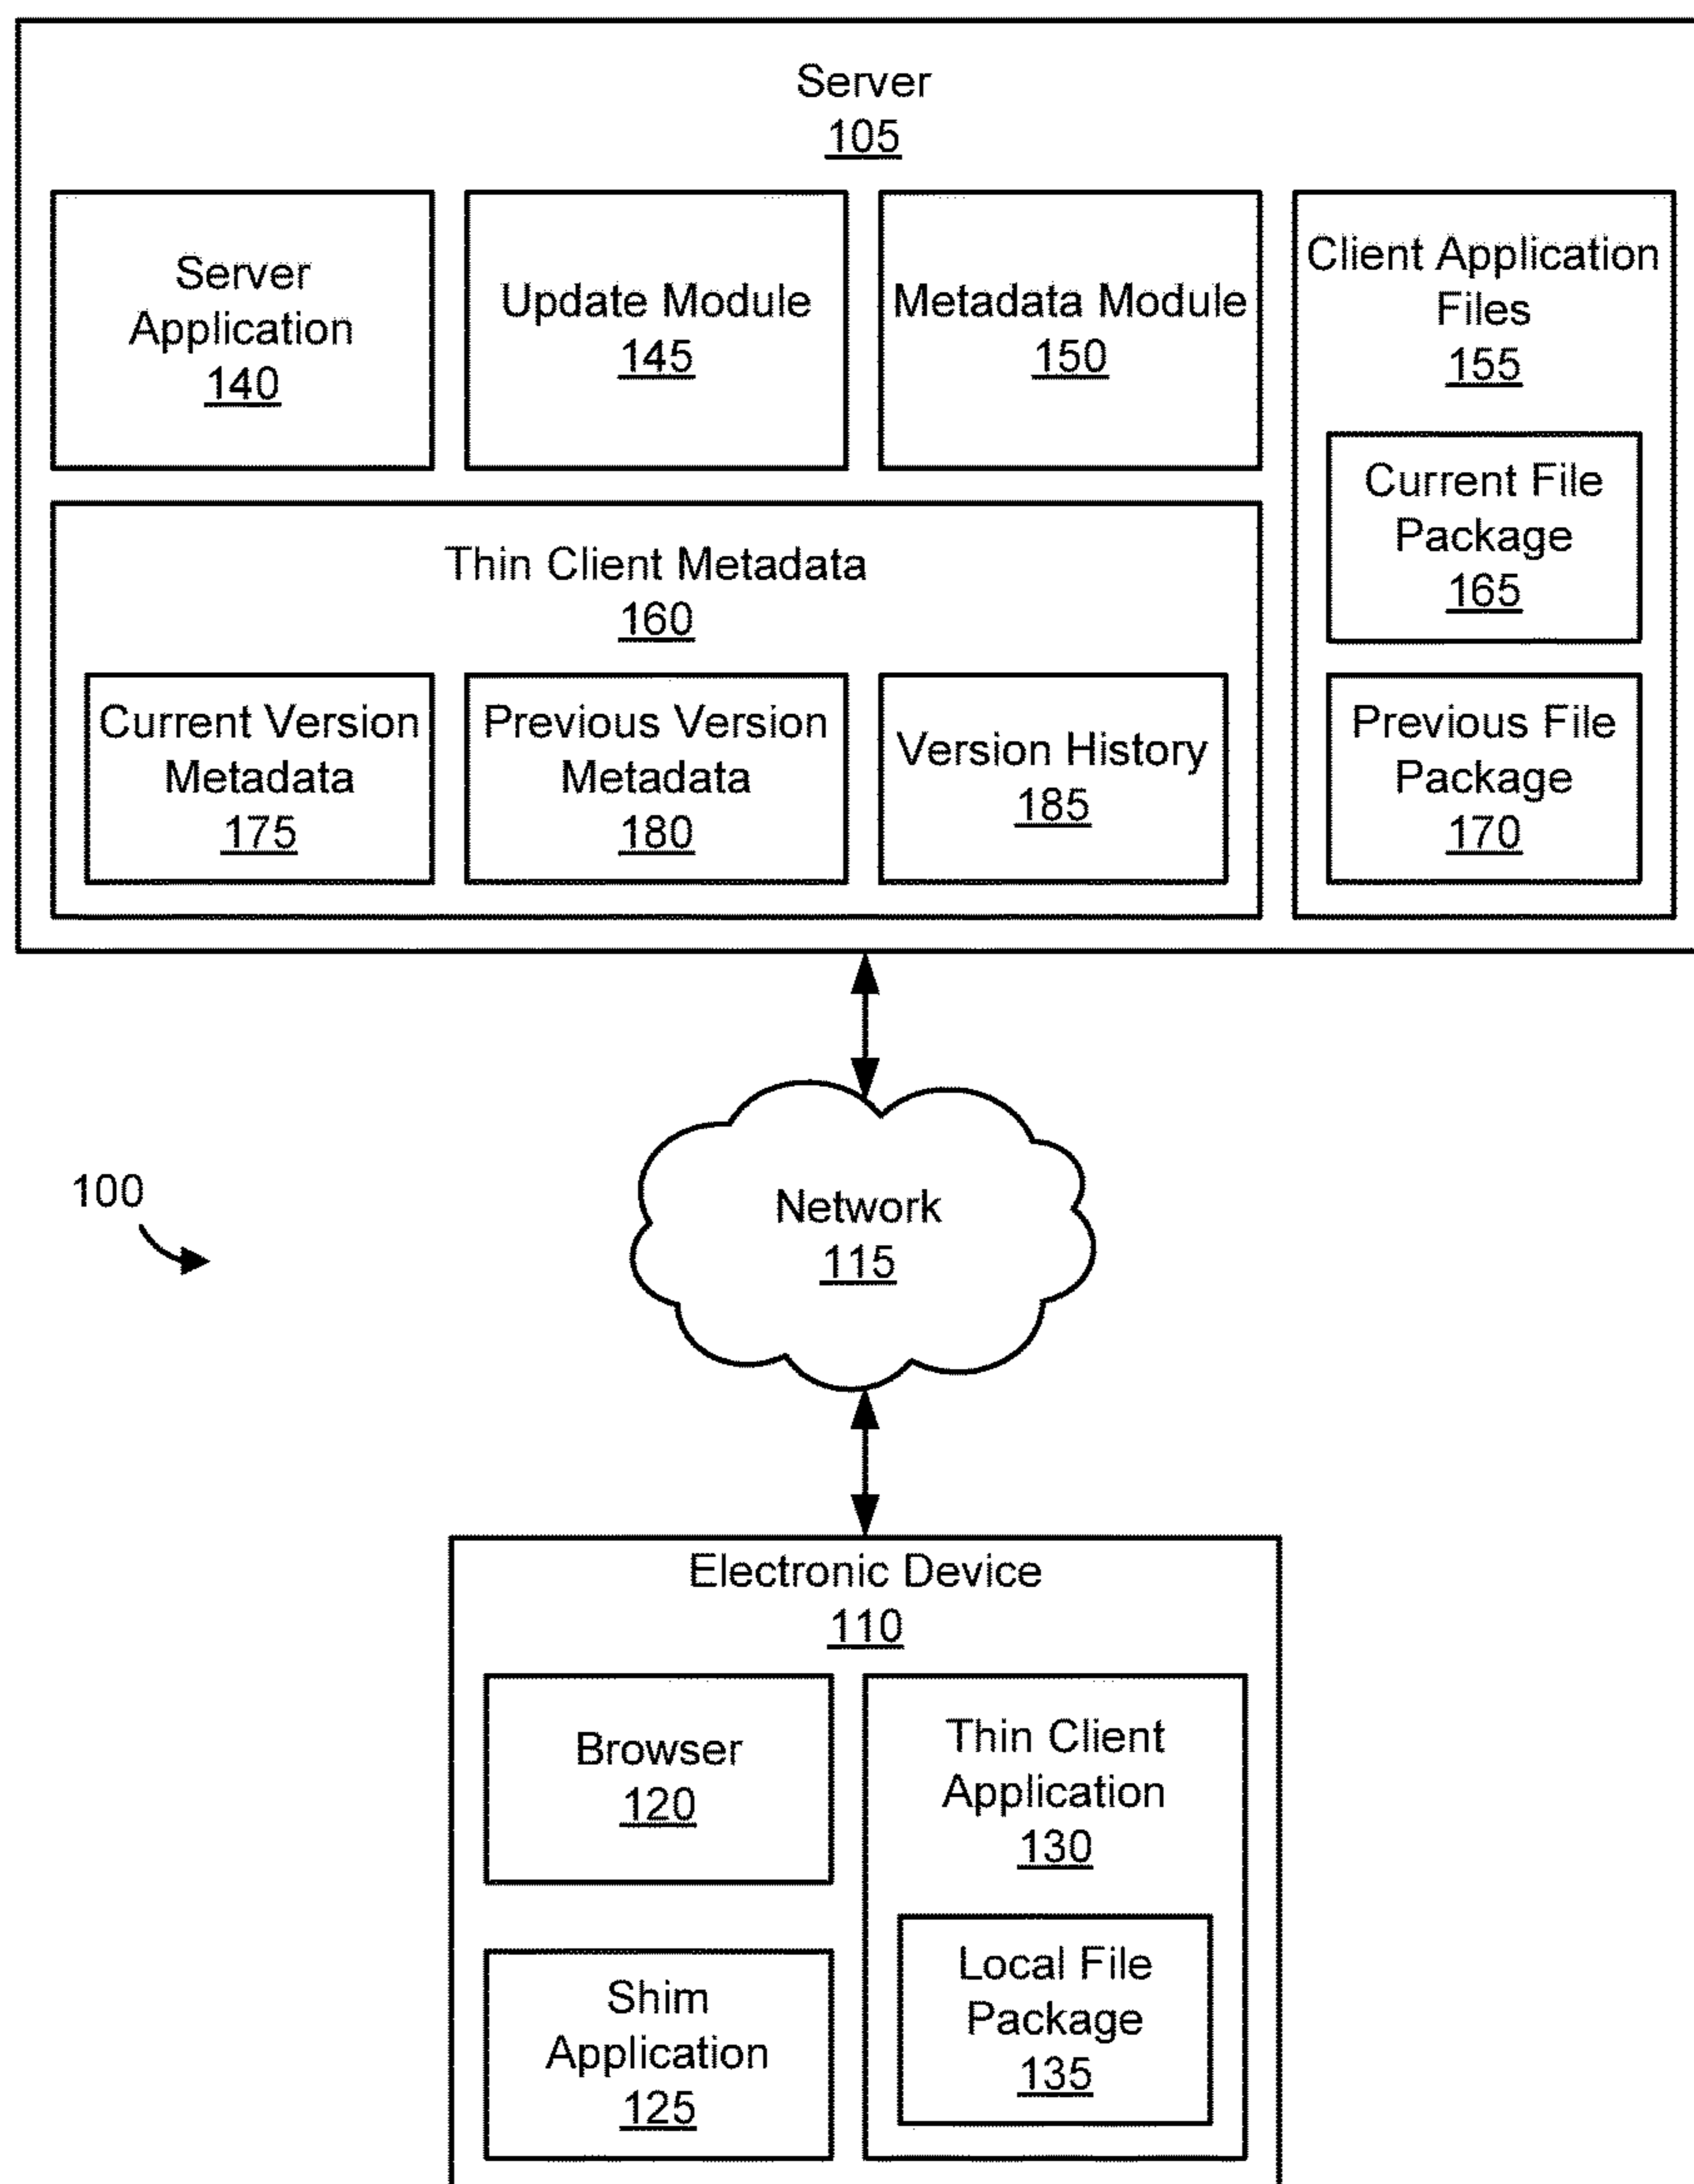 Server
105
Server
Application
140
Update Module
145
Metadata Module
150
Client Application
Files
155
Current File
Package
165
Previous File
Package
170
Thin Client Metadata
160
Current Version
Metadata
175
Previous Version
Metadata
180
Version History
185
100
Network
115
Electronic Device
110
Browser
120
Shim
Application
125
Thin Client
Application
130
Local File
Package
135